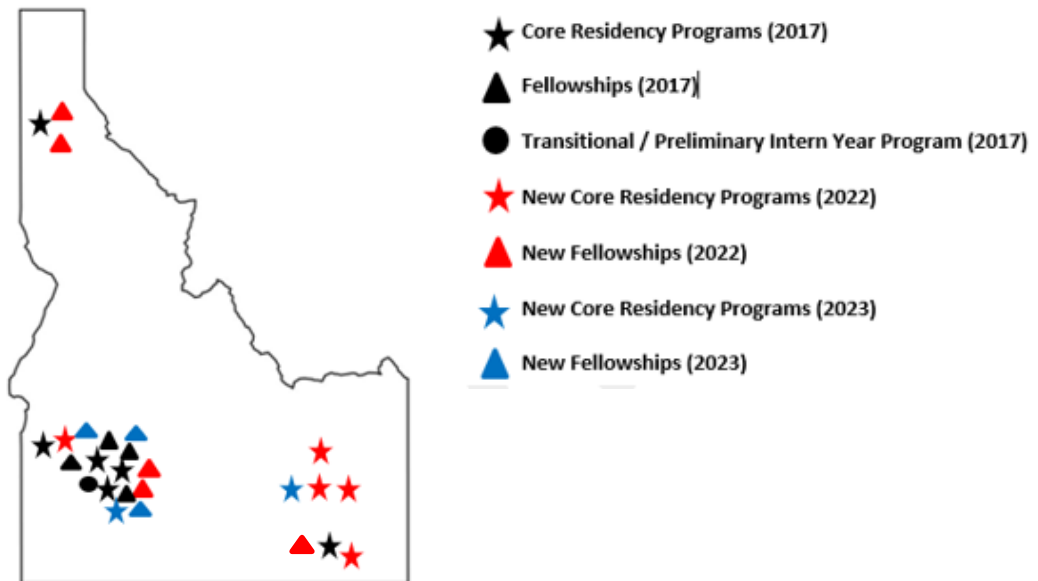 Core Residency Programs (2017)
Fellowships (2017)
Transitional / Preliminary Intern Year Program (2017)
New Core Residency Programs (2022)
New Fellowships (2022)
New Core Residency Programs (2023)
New Fellowships (2023)